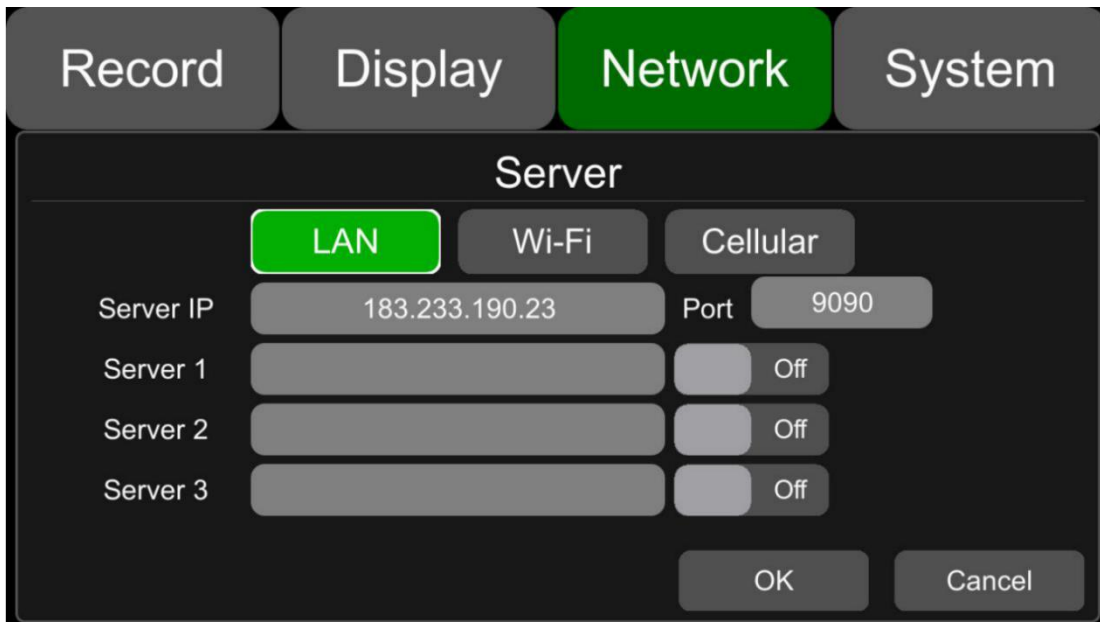 Record Display Network System
Server
LAN Wi-Fi Cellular
Server IP 183.233.190.23 Port 9090
Server 1 Off
Server 2 Off
Server 3 Off
OK Cancel